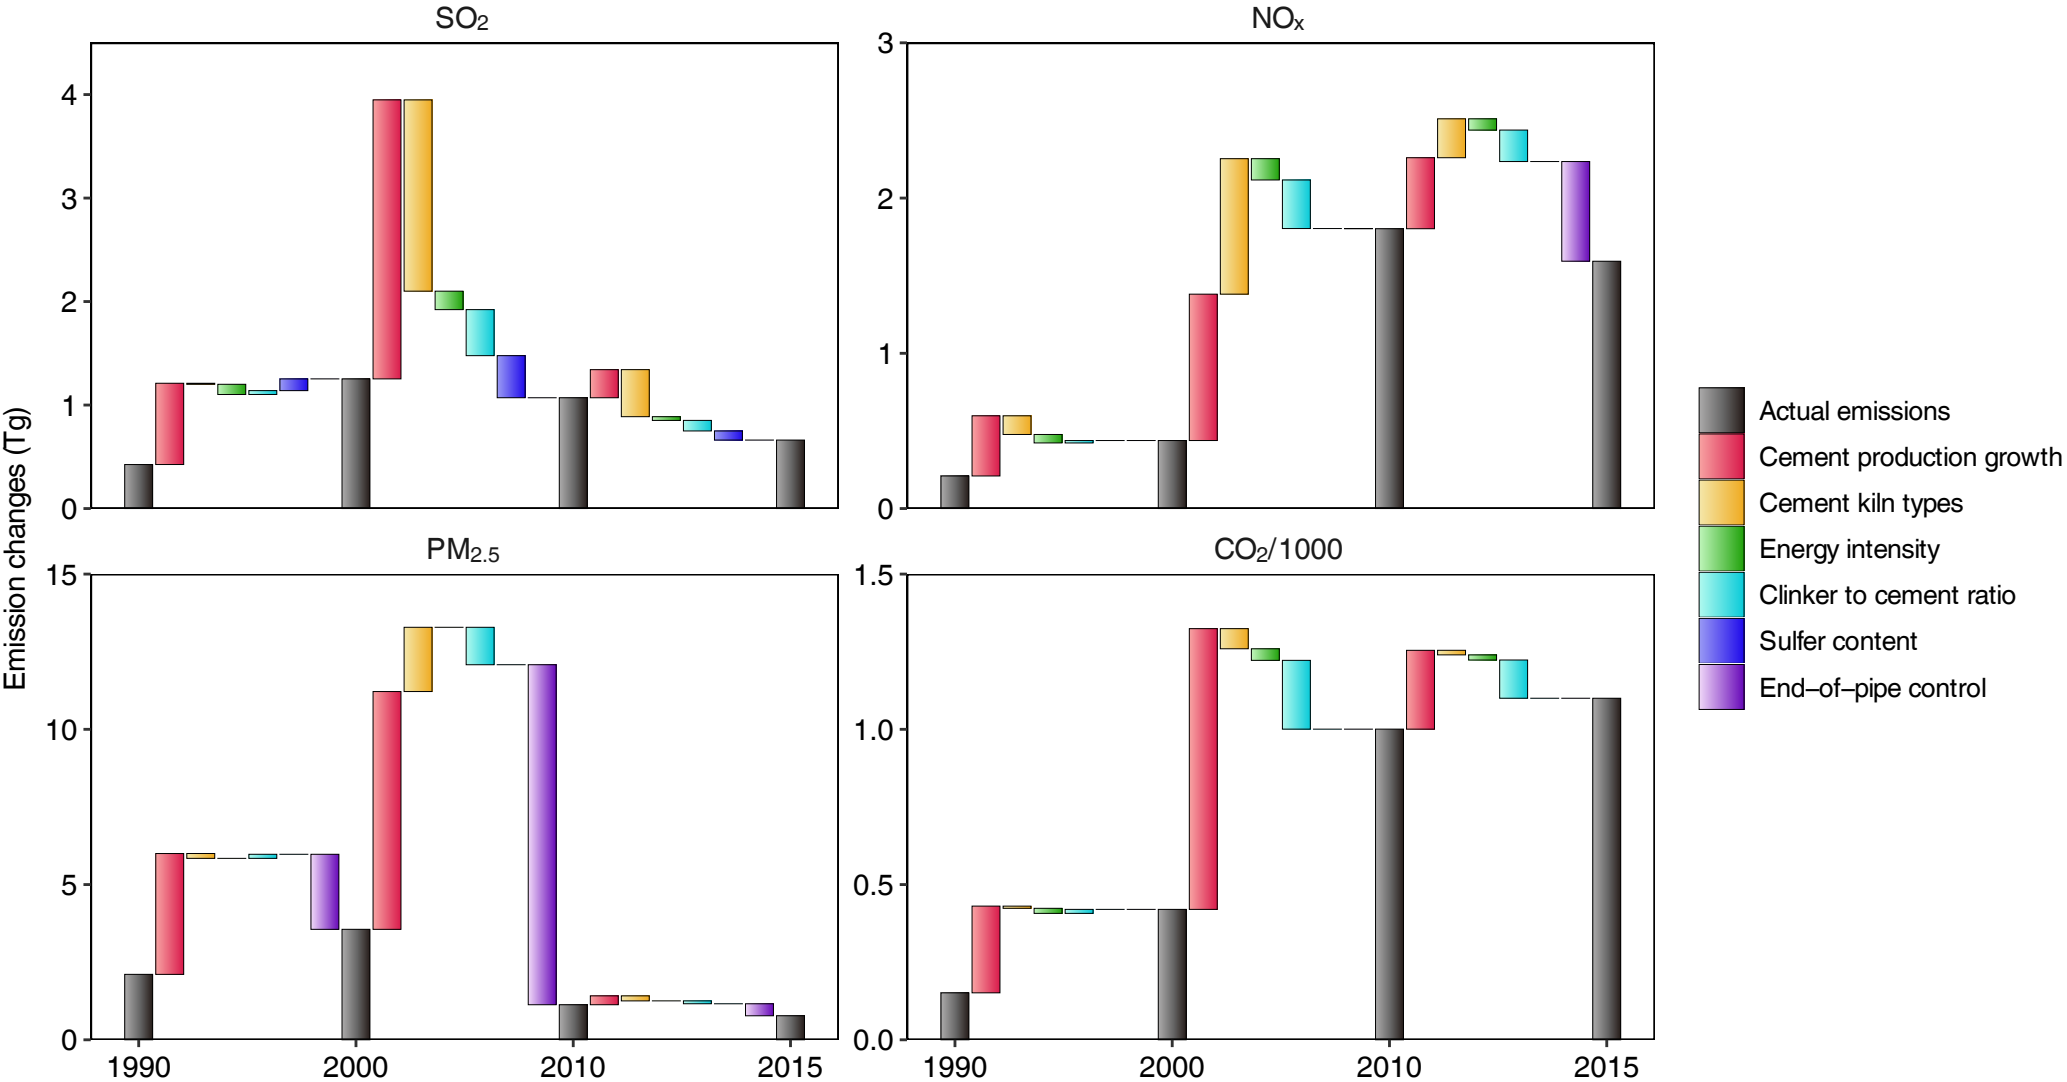 SO₂
NOₓ
Emission changes (Tg)
4
3
2
1
0
3
2
1
0
PM₂.₅
CO₂/1000
15
10
5
0
1.5
1.0
0.5
0.0
1990 2000 2010 2015
1990 2000 2010 2015
Actual emissions
Cement production growth
Cement kiln types
Energy intensity
Clinker to cement ratio
Sulfer content
End–of–pipe control